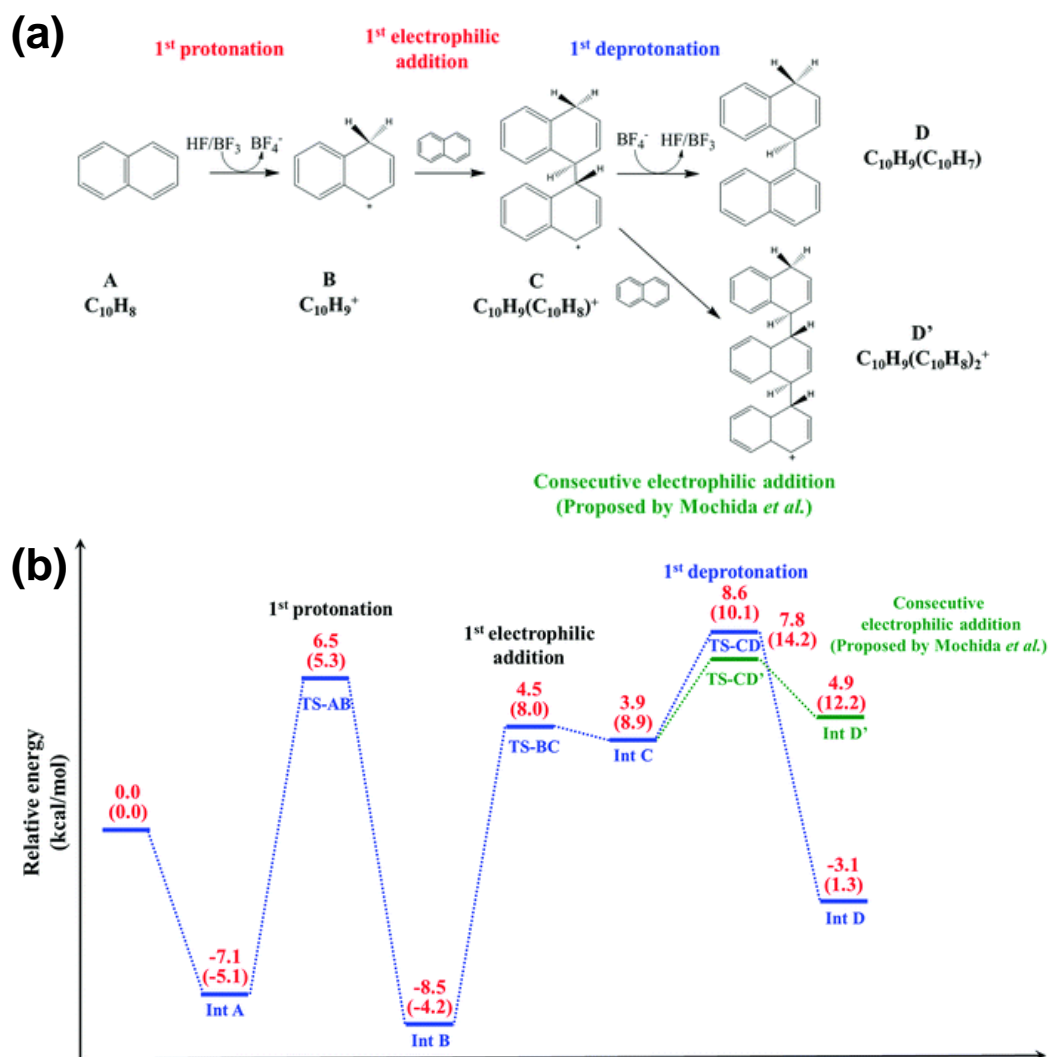 (a)
1st protonation
1st electrophilic
addition
1st deprotonation
HF/BF3 BF4-
BF4- HF/BF3
H H
H H
H
H
H H
H
H H
H
H
H
H
+
+
+
A
C10H8
B
C10H9+
C
C10H9(C10H8)+
D
C10H9(C10H7)
D’
C10H9(C10H8)2+
Consecutive electrophilic addition
(Proposed by Mochida et al.)
(b)
Relative energy
(kcal/mol)
0.0
(0.0)
-7.1
(-5.1)
Int A
1st protonation
6.5
(5.3)
TS-AB
-8.5
(-4.2)
Int B
1st electrophilic
addition
4.5
(8.0)
TS-BC
3.9
(8.9)
Int C
1st deprotonation
8.6
(10.1)
TS-CD
7.8
(14.2)
TS-CD’
Consecutive
electrophilic addition
(Proposed by Mochida et al.)
4.9
(12.2)
Int D’
-3.1
(1.3)
Int D